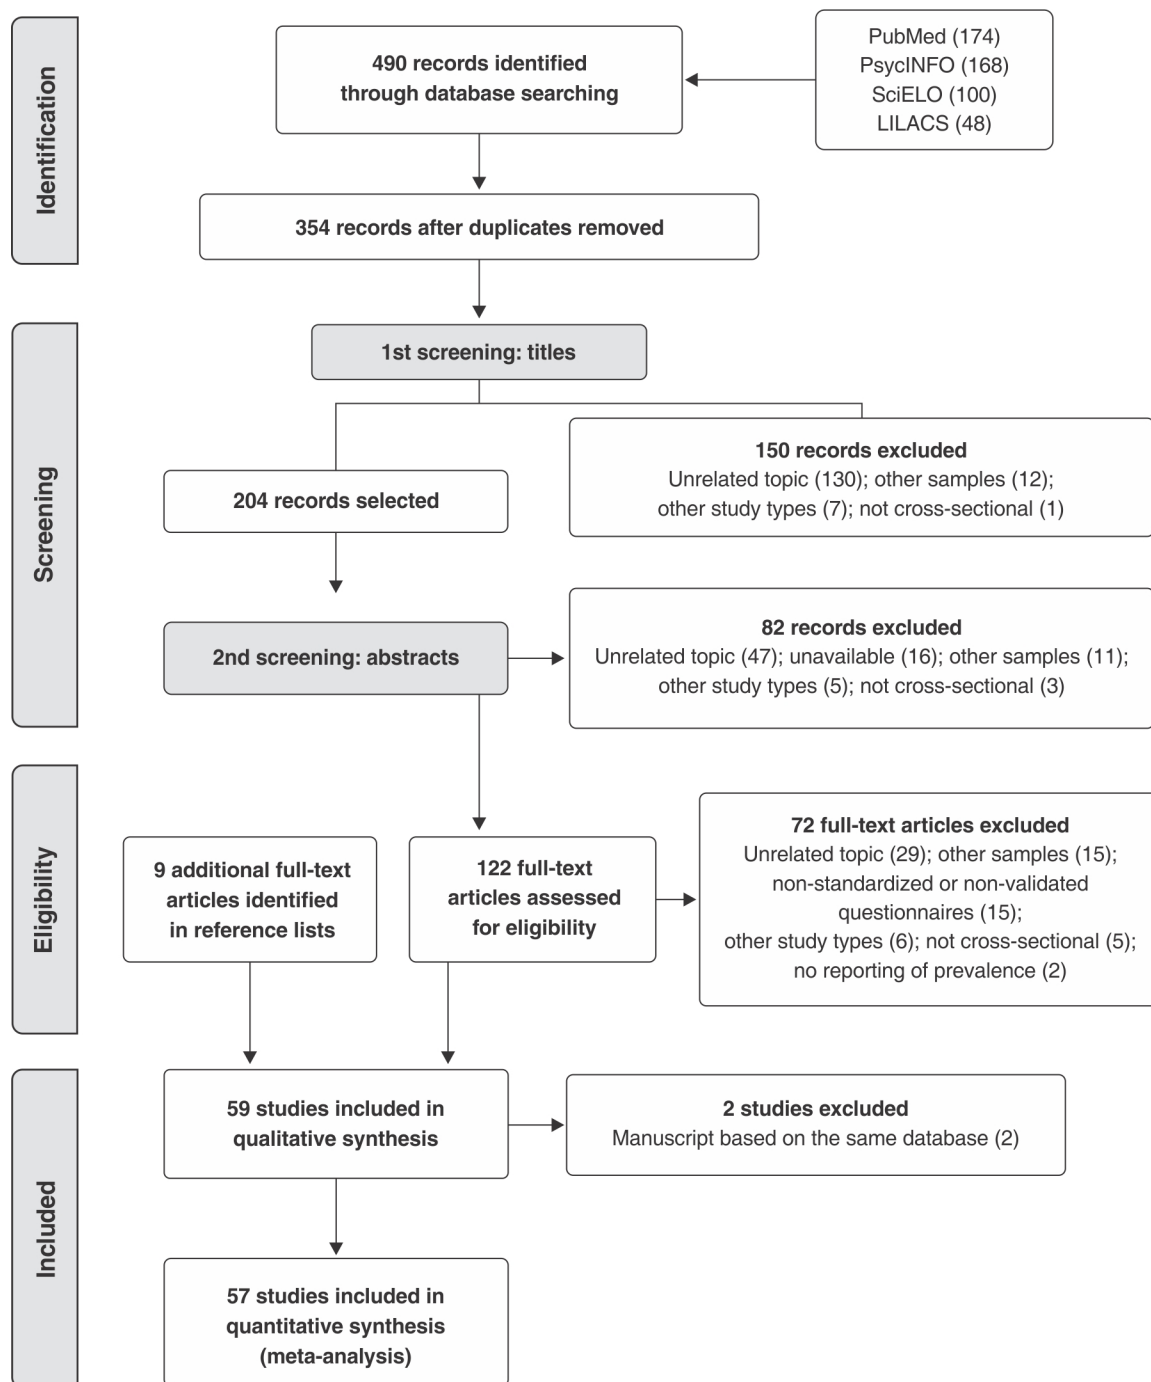 Identification
490 records identified
through database searching
PubMed (174)
PsycINFO (168)
SciELO (100)
LILACS (48)
354 records after duplicates removed
Screening
1st screening: titles
204 records selected
150 records excluded
Unrelated topic (130); other samples (12);
other study types (7); not cross-sectional (1)
2nd screening: abstracts
82 records excluded
Unrelated topic (47); unavailable (16); other samples (11);
other study types (5); not cross-sectional (3)
Eligibility
9 additional full-text
articles identified
in reference lists
122 full-text
articles assessed
for eligibility
72 full-text articles excluded
Unrelated topic (29); other samples (15);
non-standardized or non-validated
questionnaires (15);
other study types (6); not cross-sectional (5);
no reporting of prevalence (2)
Included
59 studies included in
qualitative synthesis
2 studies excluded
Manuscript based on the same database (2)
57 studies included in
quantitative synthesis
(meta-analysis)